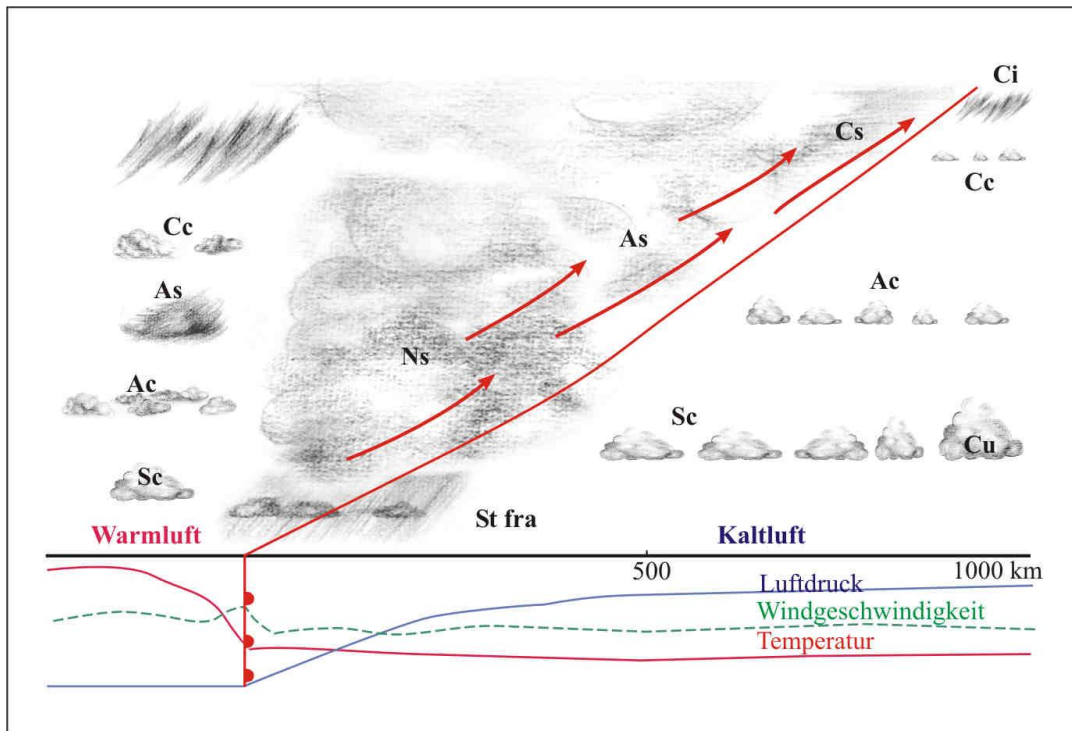 Ci
Cs
Cc
Cc
As
As
Ac
Ns
Ac
Sc
Cu
Sc
St fra
Warmluft
Kaltluft
500
1000 km
Luftdruck
Windgeschwindigkeit
Temperatur